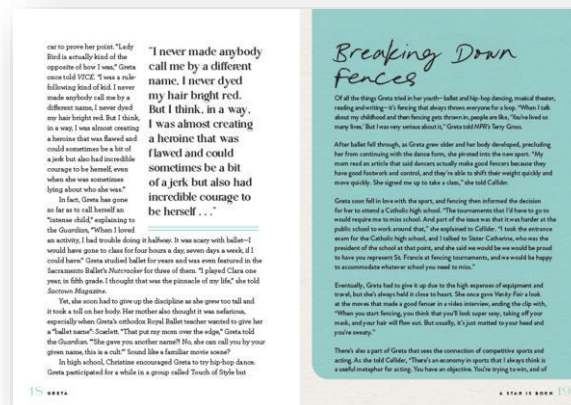 car to prove her point. "Lady
Bird is actually kind of the
opposite of how I was," Greta
once told VICE. "I was a rule-
following kind of kid. I never
made anybody call me by a
different name, I never dyed
my hair bright red. But I think,
in a way, I was almost creating
a heroine that was flawed and
could sometimes be a bit of a
jerk but also had incredible
courage to be herself, even
when she was sometimes
lying about who she was."
In fact, Greta has gone
so far as to call herself an
"intense child," explaining to
the Guardian, "When I loved
an activity, I had trouble doing it halfway. It was scary with ballet—I
would have gone to class for four hours a day, seven days a week, if I
could." Greta studied ballet for years and was even featured in the
Sacramento Ballet's Nutcracker for three of them. "I played Clara one
year, in fifth grade. I thought that was the pinnacle of my life," she told
Sactown Magazine.
Yet, she soon had to give up the discipline as she grew too tall and
it took a toll on her body. Her mother also thought it was nefarious,
especially when Greta's orthodox Royal Ballet teacher wanted to give her
a "ballet name": Scarlett. "That put my mom over the edge," Greta told
the Guardian. "'She gave you another name?! No, she can call you by your
given name, this is a cult.'" Sound like a familiar movie scene?
In high school, Christine encouraged Greta to try hip-dance dance.
Greta participated for a while in a group called Touch of Style but
"I never made anybody
call me by a different
name, I never dyed
my hair bright red.
But I think, in a way,
I was almost creating
a heroine that was
flawed and could
sometimes be a bit
of a jerk but also had
incredible courage to
be herself . . ."
18 GRETA
Breaking Down
Fences
Of all the things Greta tried in her youth—ballet and hip-hop dancing, musical theater,
reading and writing—it's fencing that always throws everyone for a loop. "When I talk
about my childhood and then fencing gets thrown in, people are like, 'You've lived so
many lives.' But I was very serious about it," Greta told NPR's Terry Gross.
After ballet fell through, as Greta grew older and her body developed, precluding
her from continuing with the dance form, she pivoted into the new sport. "My
mom read an article that said dancers actually make good fencers because they
have good footwork and control, and they're able to shift their weight quickly and
move quickly. She signed me up to take a class," she told Collider.
Greta soon fell in love with the sport, and fencing then informed the decision
for her to attend a Catholic high school. "The tournaments that I'd have to go to
would require me to miss school. And part of the issue was that it was harder at the
public school to work around that," she explained to Collider. "I took the entrance
exam for the Catholic high school, and I talked to Sister Catherine, who was the
president of the school at that point, and she said we would be so proud
to have you represent St. Francis at fencing tournaments, and we would be happy
to accommodate whatever school you need to miss."
Eventually, Greta had to give it up due to the high expenses of equipment and
travel, but she's always held it close to heart. She once gave Vanity Fair a look
at the moves that made a good fencer in a video interview, ending the clip with,
"When you start fencing, you think that you'll look super sexy, taking off your
mask, and your hair will flow out. But usually, it's just matted to your head and
you're sweaty."
There's also a part of Greta that sees the connection of competitive sports and
acting. As she told Collider, "There's an economy in sports that I always think is
a useful metaphor for acting. You have an objective. You're trying to win, and of
A STAR IS BORN 19